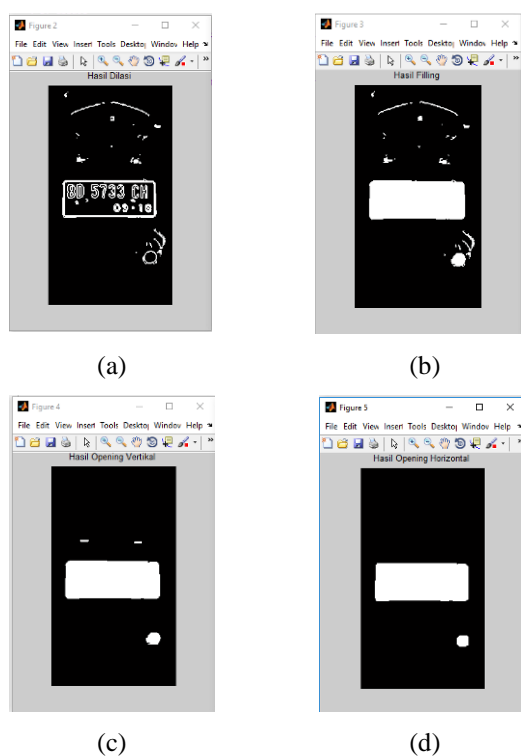 Figure 2
File Edit View Insert Tools Desktop Window Help
Hasil Dilasi
BD 5733 CH
09·18
(a)
Figure 3
File Edit View Insert Tools Desktop Window Help
Hasil Filling
(b)
Figure 4
File Edit View Insert Tools Desktop Window Help
Hasil Opening Vertikal
(c)
Figure 5
File Edit View Insert Tools Desktop Window Help
Hasil Opening Horizontal
(d)